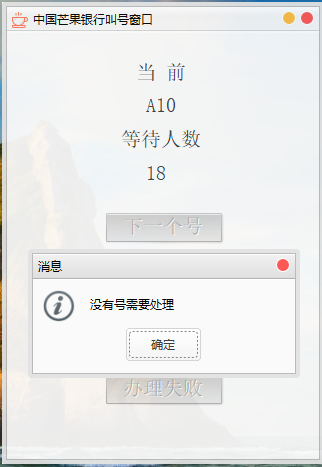 中国芒果银行叫号窗口
当 前
A10
等待人数
18
下一个号
消息
没有号需要处理
确定
办理失败